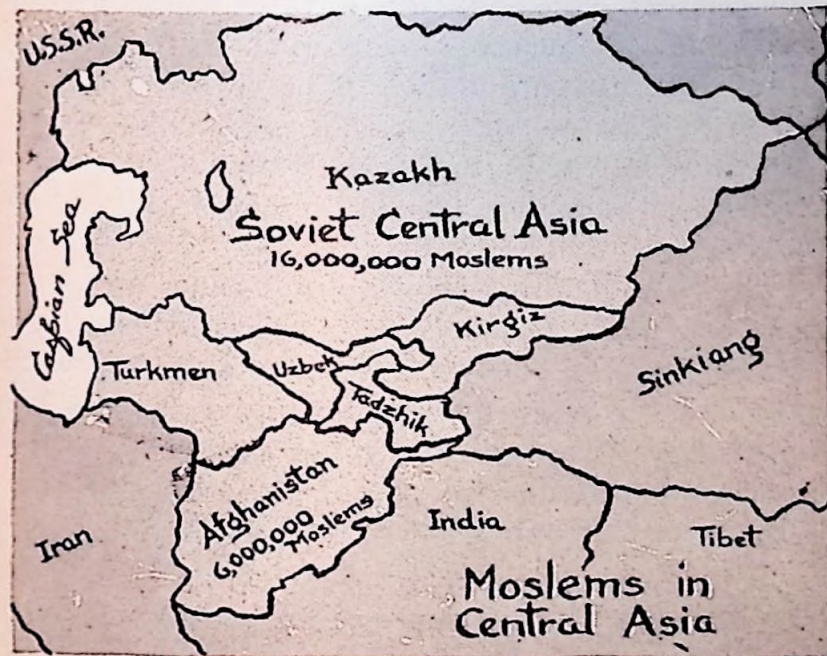 U.S.S.R.
Kazakh
Soviet Central Asia
16,000,000 Moslems
Caspian Sea
Kirgiz
Turkmen
Uzbek
Tadzhik
Sinkiang
Afghanistan
6,000,000
Moslems
Iran
India
Tibet
Moslems in
Central Asia